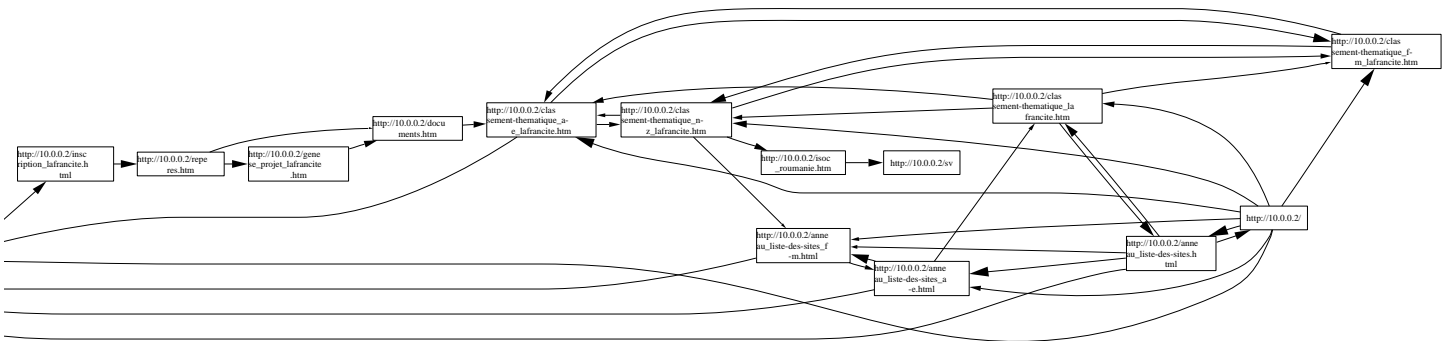 http://10.0.0.2/clas
sement-thematique_f-
m_lafrancite.htm
http://10.0.0.2/clas
sement-thematique_la
francite.htm
http://10.0.0.2/clas
sement-thematique_a-
e_lafrancite.htm
http://10.0.0.2/clas
sement-thematique_n-
z_lafrancite.htm
http://10.0.0.2/docu
ments.htm
http://10.0.0.2/insc
ription_lafrancite.h
tml
http://10.0.0.2/repe
res.htm
http://10.0.0.2/gene
se_projet_lafrancite
.htm
http://10.0.0.2/isoc
_roumanie.htm
http://10.0.0.2/sv
http://10.0.0.2/
http://10.0.0.2/anne
au_liste-des-sites_f
-m.html
http://10.0.0.2/anne
au_liste-des-sites.h
tml
http://10.0.0.2/anne
au_liste-des-sites_a
-e.html